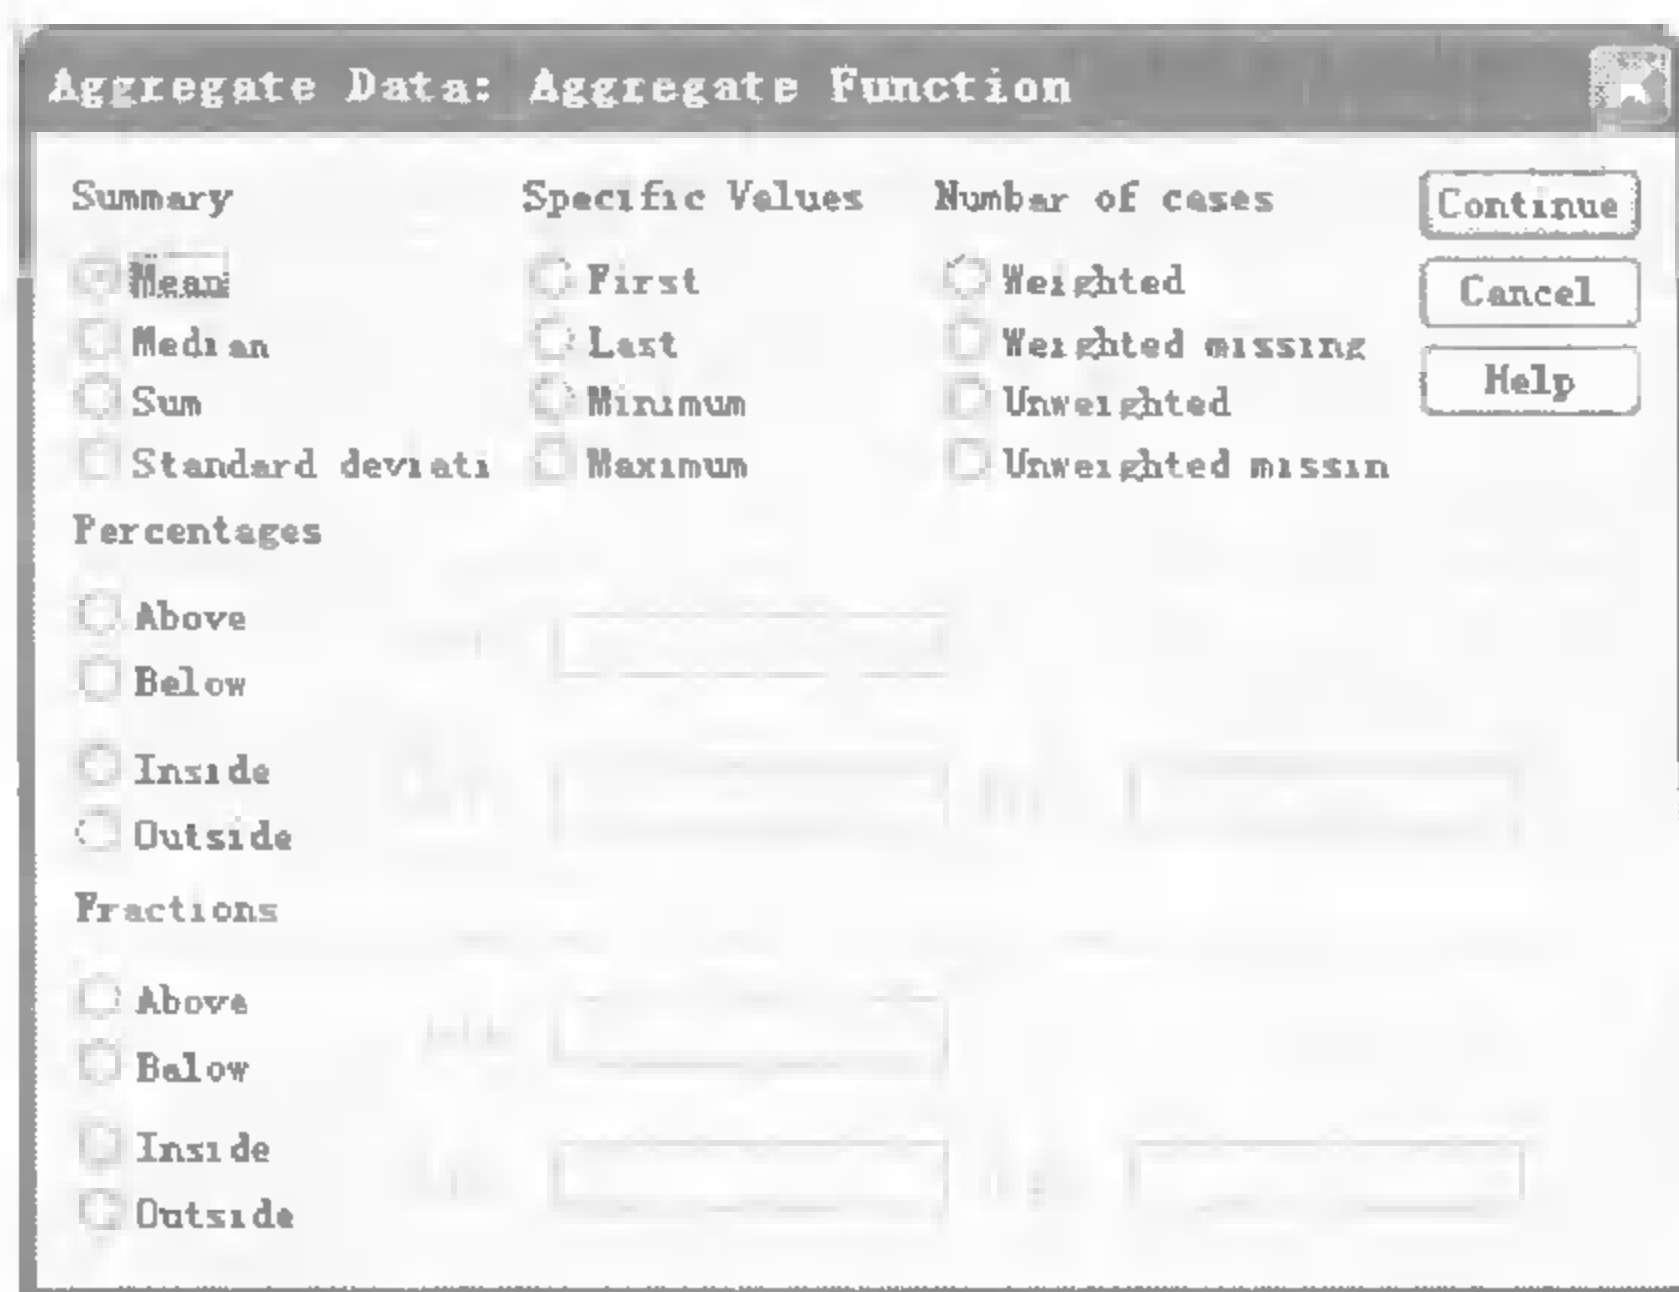 Aggregate Data: Aggregate Function
Summary Specific Values Number of cases Continue
Mean First Weighted Cancel
Median Last Weighted missing Help
Sum Minimum Unweighted
Standard deviati Maximum Unweighted missin
Percentages
Above
Below
Inside
Outside
Fractions
Above
Below
Inside
Outside